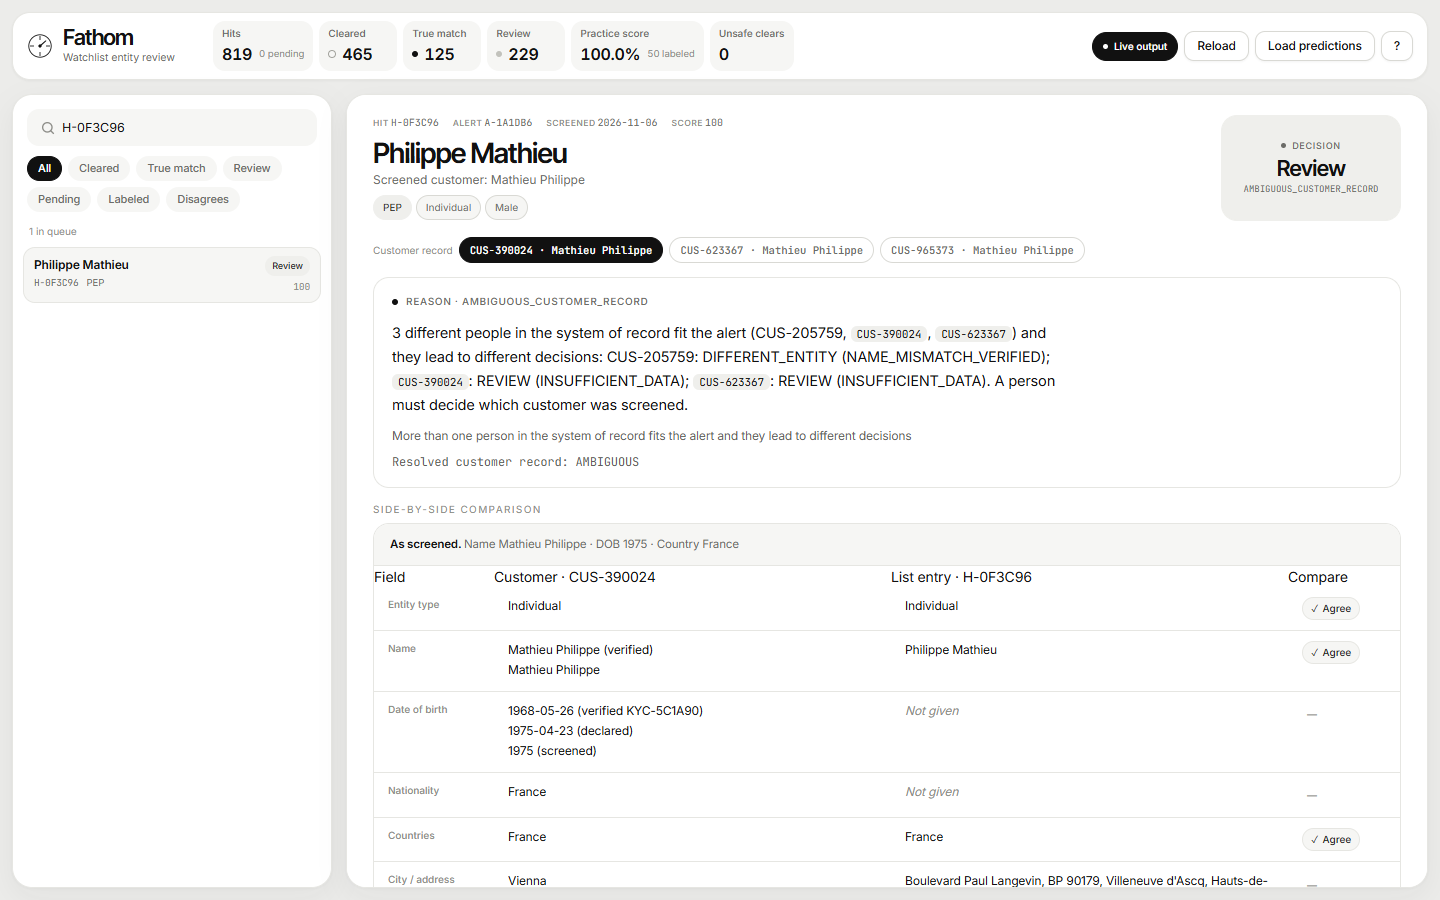 Fathom
Watchlist entity review
Hits
819 0 pending
Cleared
465
True match
125
Review
229
Practice score
100.0% 50 labeled
Unsafe clears
0
Live output
Reload
Load predictions
?
H-0F3C96
All
Cleared
True match
Review
Pending
Labeled
Disagrees
1 in queue
Philippe Mathieu
Review
H-0F3C96 PEP
100
HIT H-0F3C96 ALERT A-1A1DB6 SCREENED 2026-11-06 SCORE 100
Philippe Mathieu
Screened customer: Mathieu Philippe
PEP
Individual
Male
DECISION
Review
AMBIGUOUS_CUSTOMER_RECORD
Customer record
CUS-390024 · Mathieu Philippe
CUS-623367 · Mathieu Philippe
CUS-965373 · Mathieu Philippe
REASON · AMBIGUOUS_CUSTOMER_RECORD
3 different people in the system of record fit the alert (CUS-205759, CUS-390024, CUS-623367) and
they lead to different decisions: CUS-205759: DIFFERENT_ENTITY (NAME_MISMATCH_VERIFIED);
CUS-390024: REVIEW (INSUFFICIENT_DATA); CUS-623367: REVIEW (INSUFFICIENT_DATA). A person
must decide which customer was screened.
More than one person in the system of record fits the alert and they lead to different decisions
Resolved customer record: AMBIGUOUS
SIDE-BY-SIDE COMPARISON
As screened. Name Mathieu Philippe · DOB 1975 · Country France
Field Customer · CUS-390024 List entry · H-0F3C96 Compare
Entity type Individual Individual ✓ Agree
Name Mathieu Philippe (verified) Philippe Mathieu ✓ Agree
Mathieu Philippe
Date of birth 1968-05-26 (verified KYC-5C1A90) Not given —
1975-04-23 (declared)
1975 (screened)
Nationality France Not given —
Countries France France ✓ Agree
City / address Vienna Boulevard Paul Langevin, BP 90179, Villeneuve d'Ascq, Hauts-de- —